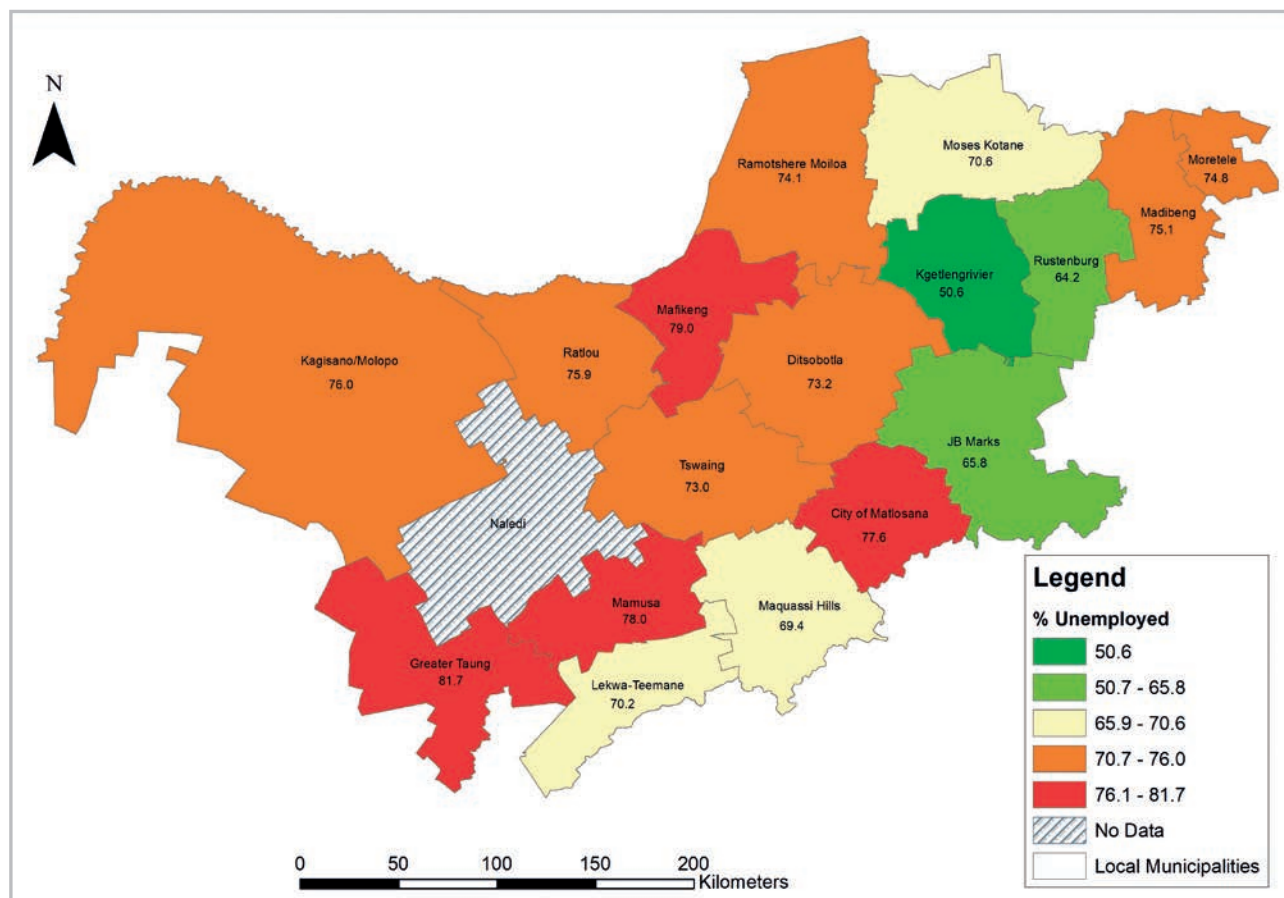 N
Ramotshere Moiloa
74.1
Moses Kotane
70.6
Moretele
74.8
Madibeng
75.1
Kgetlengrivier
50.6
Rustenburg
64.2
Mafikeng
79.0
Kagisano/Molopo
76.0
Ratlou
75.9
Ditsobotla
73.2
JB Marks
65.8
Tswaing
73.0
City of Matlosana
77.6
Naledi
Mamusa
78.0
Maquassi Hills
69.4
Greater Taung
81.7
Lekwa-Teemane
70.2
Legend
% Unemployed
50.6
50.7 - 65.8
65.9 - 70.6
70.7 - 76.0
76.1 - 81.7
No Data
Local Municipalities
0 50 100 150 200
Kilometers